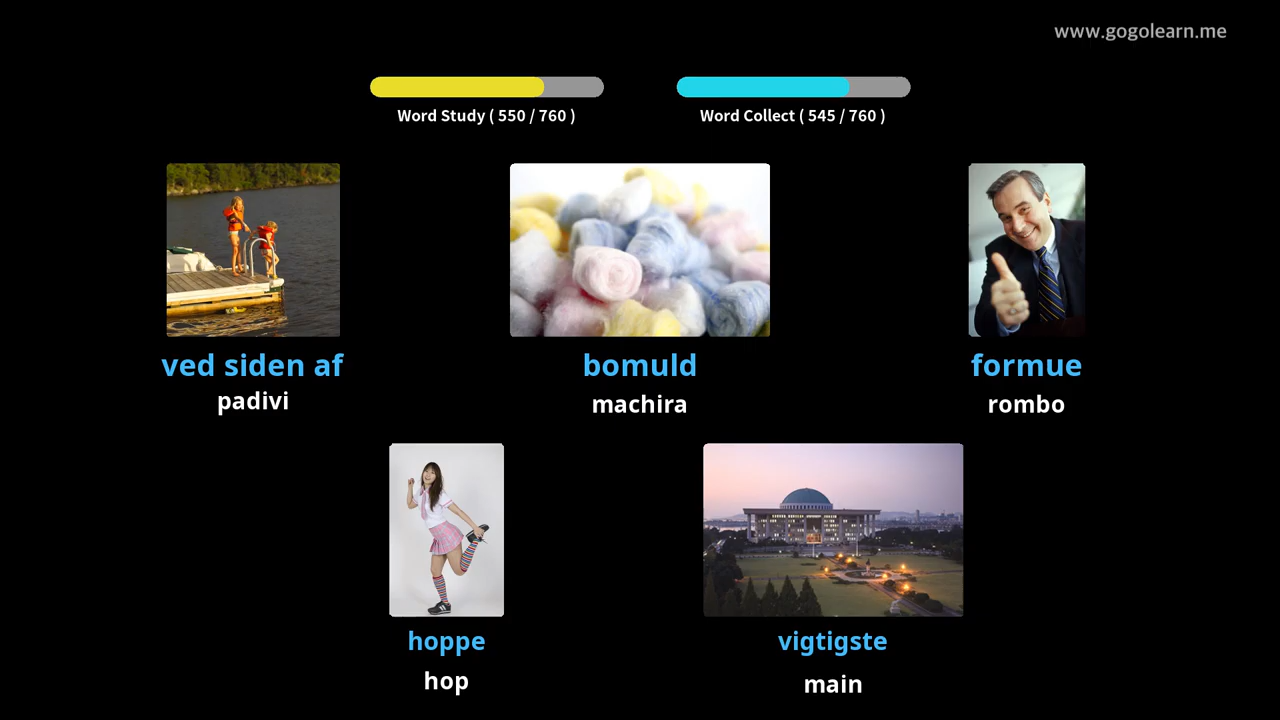 www.gogolearn.me
Word Study ( 550 / 760 )
Word Collect ( 545 / 760 )
ved siden af
padivi
bomuld
machira
formue
rombo
hoppe
hop
vigtigste
main